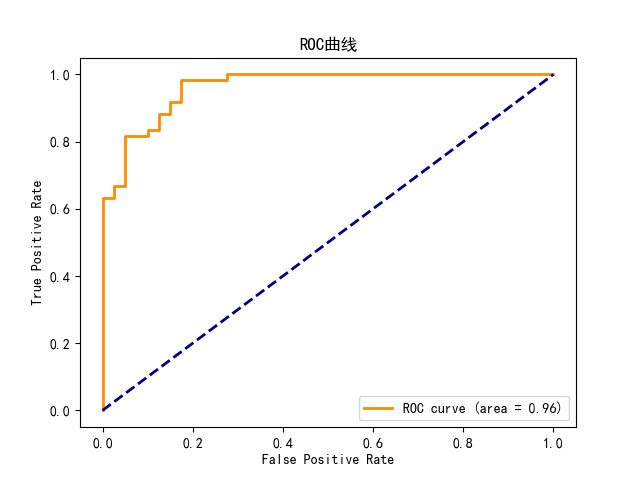 ROC曲线
1.0
0.8
0.6
0.4
0.2
0.0
True Positive Rate
ROC curve (area = 0.96)
0.0 0.2 0.4 0.6 0.8 1.0
False Positive Rate